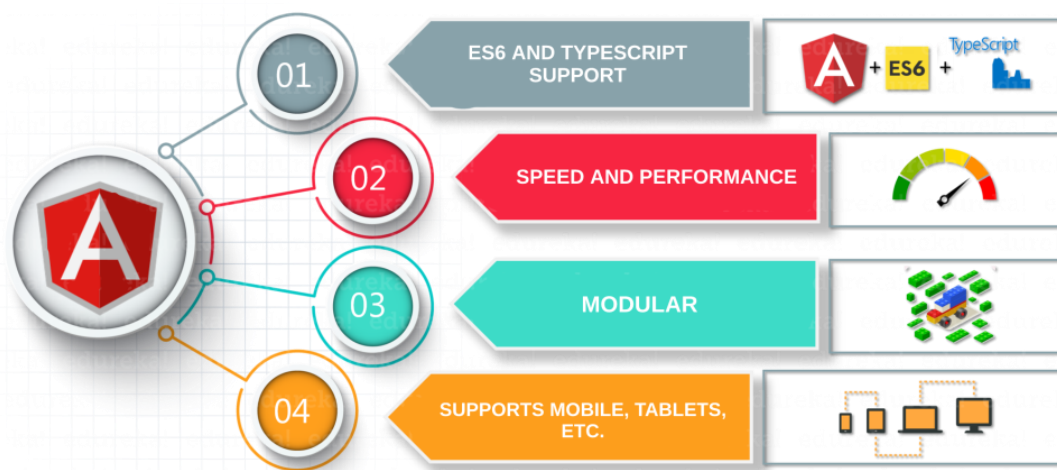 01
ES6 AND TYPESCRIPT
SUPPORT
A + ES6 + TypeScript
02
SPEED AND PERFORMANCE
A
03
MODULAR
04
SUPPORTS MOBILE, TABLETS,
ETC.